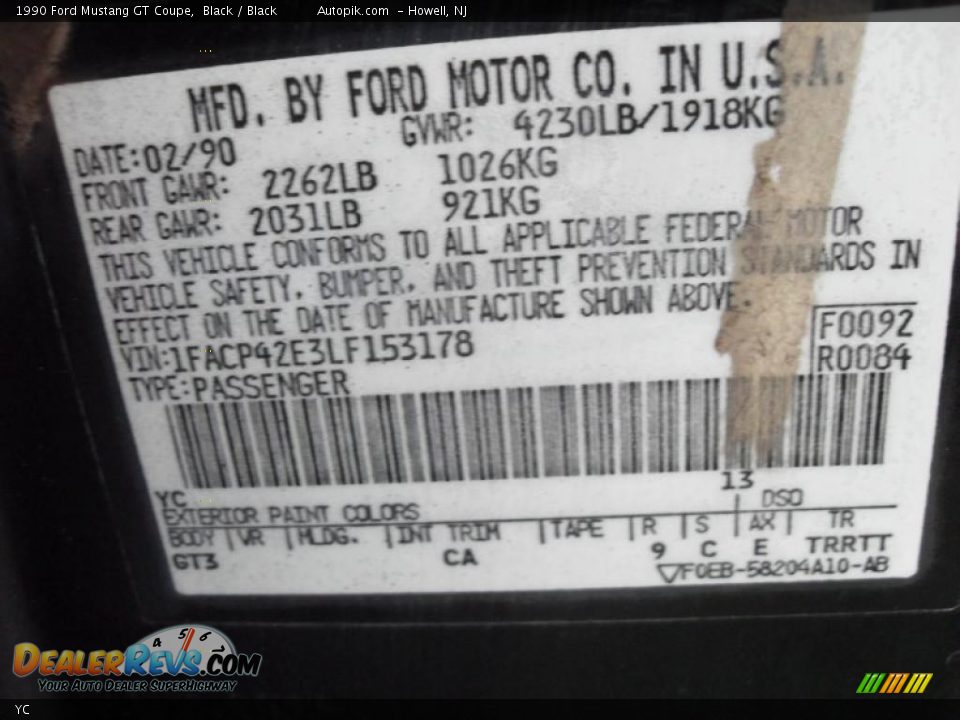 1990 Ford Mustang GT Coupe, Black / Black Autopik.com - Howell, NJ
MFD. BY FORD MOTOR CO. IN U.S.A.
DATE:02/90 GVWR: 4230LB/1918KG
FRONT GAWR: 2262LB 1026KG
REAR GAWR: 2031LB 921KG
THIS VEHICLE CONFORMS TO ALL APPLICABLE FEDERAL MOTOR
VEHICLE SAFETY, BUMPER, AND THEFT PREVENTION STANDARDS IN
EFFECT ON THE DATE OF MANUFACTURE SHOWN ABOVE.
VIN:1FACP42E3LF153178 F0092
TYPE:PASSENGER R0084
13
YC DSO
EXTERIOR PAINT COLORS
BODY VR MLDG. INT TRIM TAPE R S AX TR
GT3 CA 9 C E TRRTT
F0EB-58204A10-AB
4 5 6
DEALERREVS.COM
YOUR AUTO DEALER SUPERHIGHWAY
YC